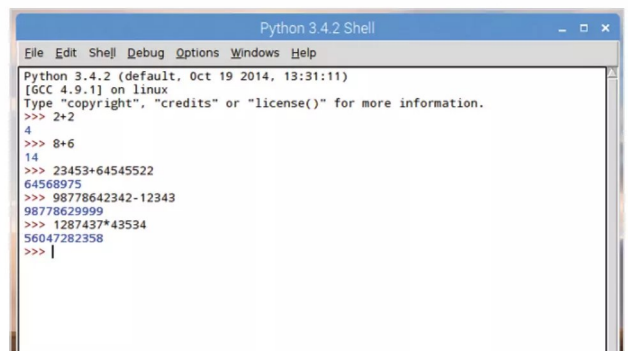 Python 3.4.2 Shell
File Edit Shell Debug Options Windows Help
Python 3.4.2 (default, Oct 19 2014, 13:31:11)
[GCC 4.9.1] on linux
Type "copyright", "credits" or "license()" for more information.
>>> 2+2
4
>>> 8+6
14
>>> 23453+64545522
64568975
>>> 98778642342-12343
98778629999
>>> 1287437*43534
56047282358
>>>